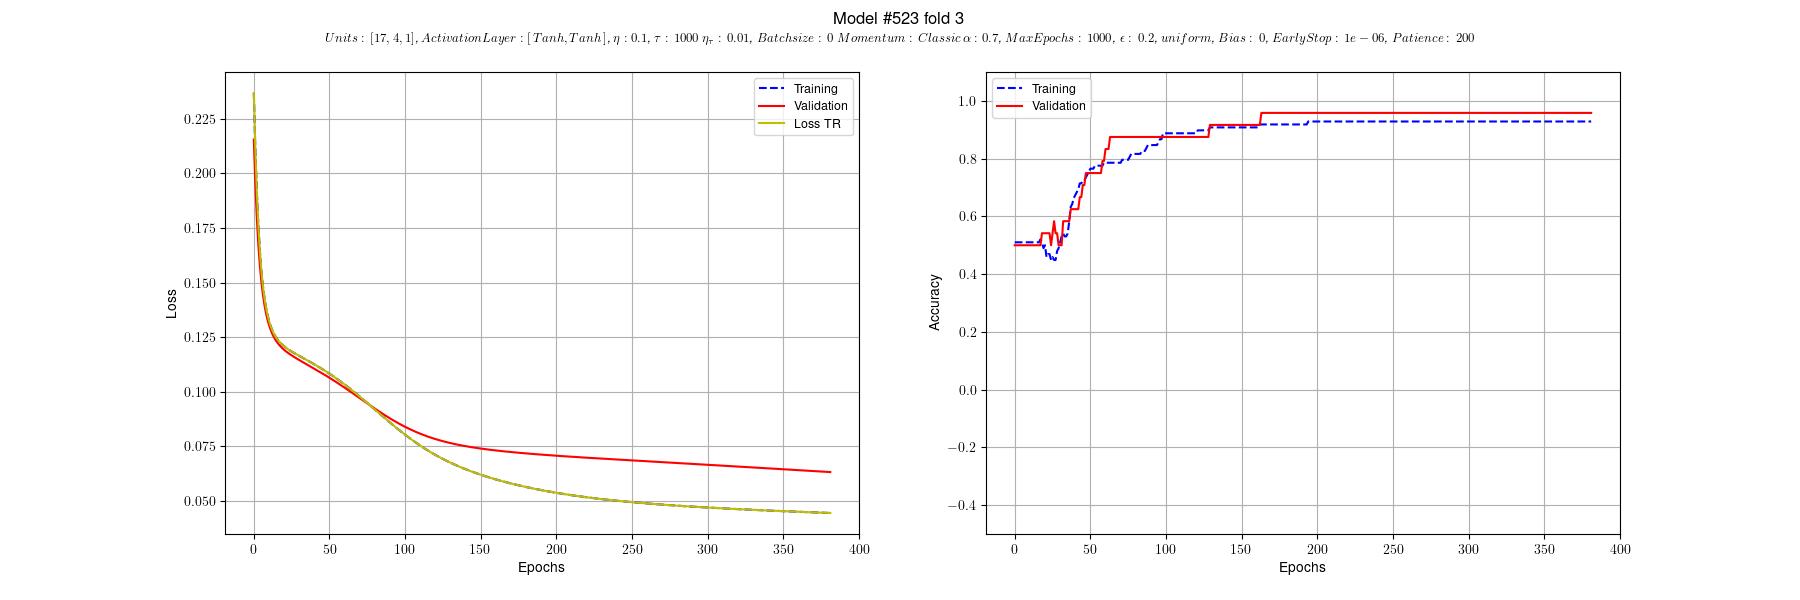 Model #523 fold 3
Units : [17, 4, 1], ActivationLayer : [Tanh, Tanh], η : 0.1, τ : 1000 η_τ : 0.01, Batchsize : 0 Momentum : Classic α : 0.7, MaxEpochs : 1000, ϵ : 0.2, uniform, Bias : 0, EarlyStop : 1e − 06, Patience : 200
Training
Validation
Loss TR
0.225
0.200
0.175
0.150
0.125
0.100
0.075
0.050
Loss
0 50 100 150 200 250 300 350 400
Epochs
Training
Validation
1.0
0.8
0.6
0.4
0.2
0.0
−0.2
−0.4
Accuracy
0 50 100 150 200 250 300 350 400
Epochs